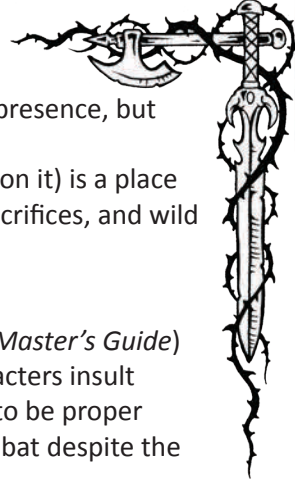 presence, but
on it) is a place
crifices, and wild
Master’s Guide)
acters insult
to be proper
bat despite the